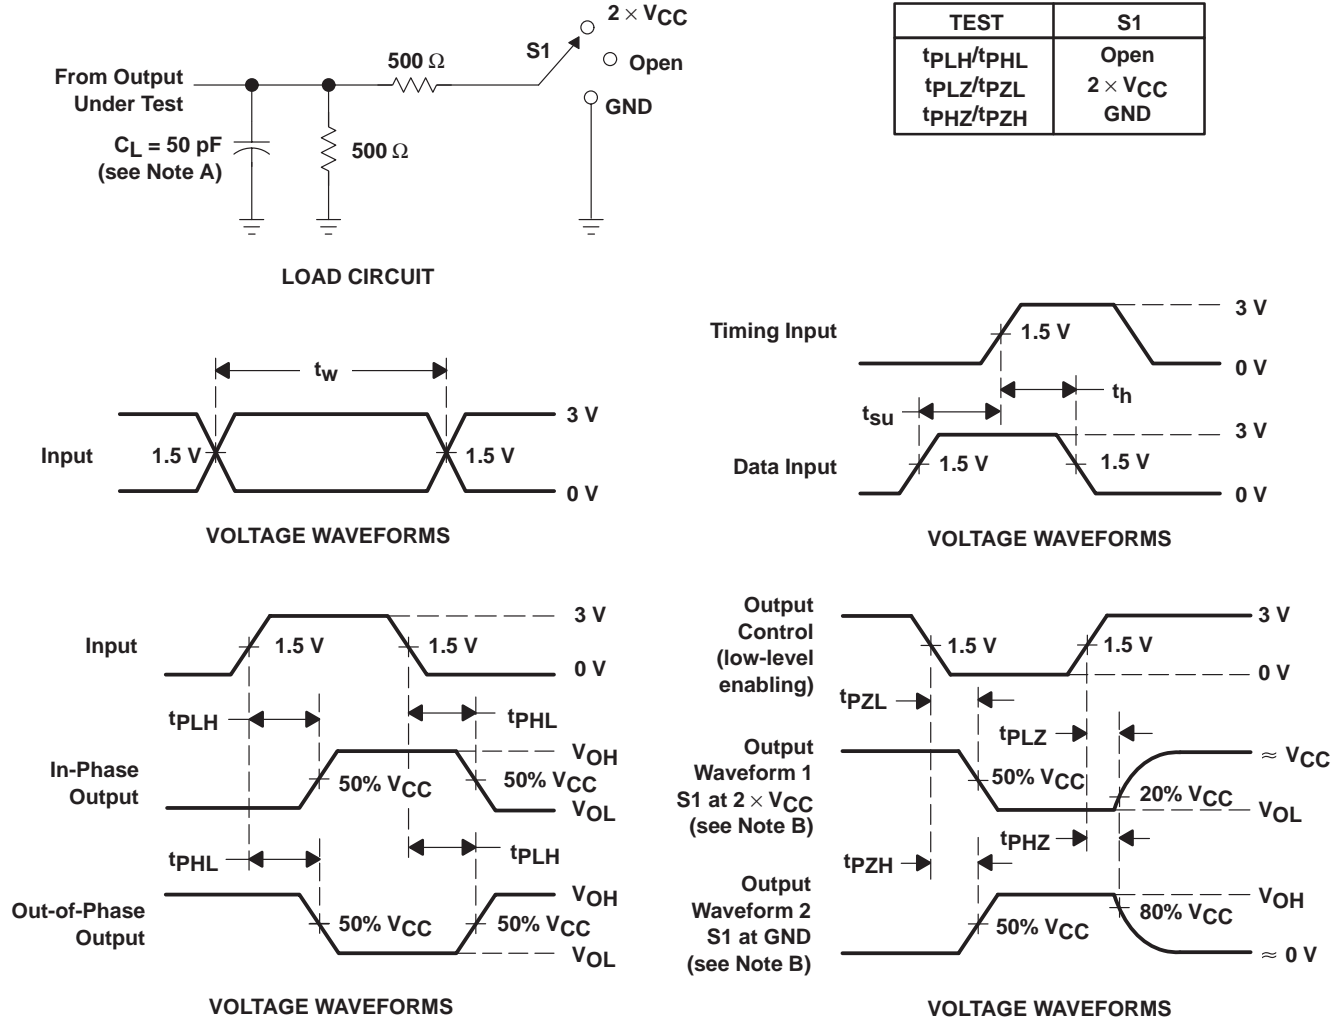 2 × VCC
S1
Open
GND
500 Ω
From Output
Under Test
CL = 50 pF
(see Note A)
500 Ω
LOAD CIRCUIT
TEST S1
tPLH/tPHL Open
tPLZ/tPZL 2 × VCC
tPHZ/tPZH GND
tw
Input
1.5 V
1.5 V
3 V
0 V
VOLTAGE WAVEFORMS
Timing Input
1.5 V
3 V
0 V
th
tsu
Data Input
1.5 V
1.5 V
3 V
0 V
VOLTAGE WAVEFORMS
Input
1.5 V
1.5 V
3 V
0 V
tPLH
tPHL
In-Phase
Output
50% VCC
50% VCC
VOH
VOL
tPHL
tPLH
Out-of-Phase
Output
50% VCC
50% VCC
VOH
VOL
VOLTAGE WAVEFORMS
Output
Control
(low-level
enabling)
1.5 V
1.5 V
3 V
0 V
tPZL
tPLZ
Output
Waveform 1
S1 at 2 × VCC
(see Note B)
50% VCC
20% VCC
≈ VCC
VOL
tPHZ
tPZH
Output
Waveform 2
S1 at GND
(see Note B)
50% VCC
80% VCC
VOH
≈ 0 V
VOLTAGE WAVEFORMS